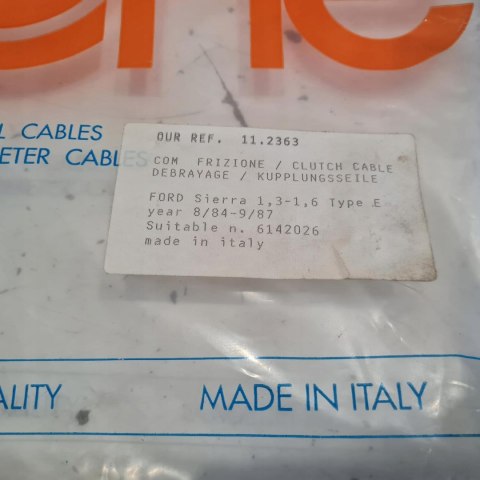 L CABLES
ETER CABLES
OUR REF. 11.2363
COM FRIZIONE / CLUTCH CABLE
DEBRAYAGE / KUPPLUNGSSEILE
FORD Sierra 1,3-1,6 Type E
year 8/84-9/87
Suitable n. 6142026
made in italy
ALITY
MADE IN ITALY